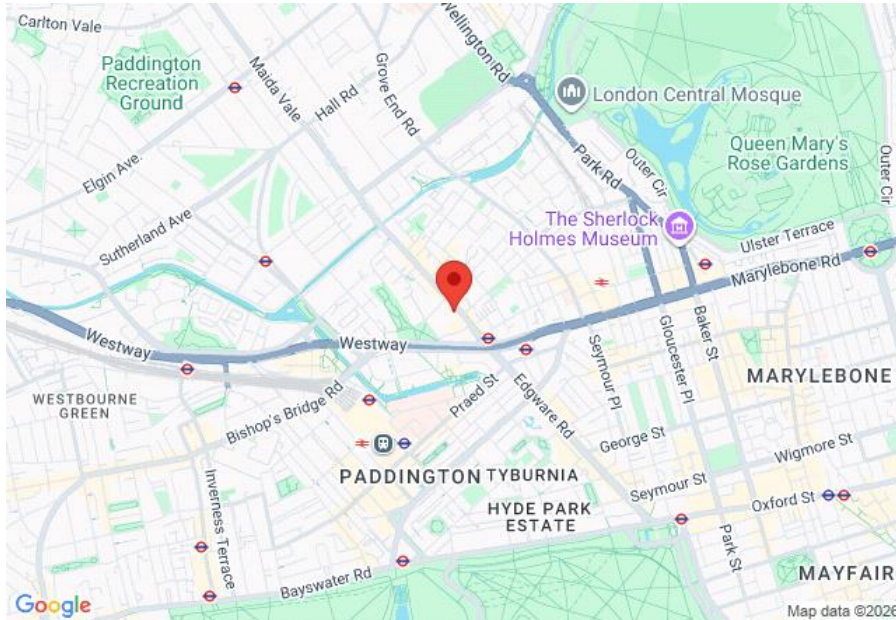 Carlton Vale
Paddington
Recreation
Ground
Maida Vale
Hall Rd
Grove End Rd
Wellington Rd
London Central Mosque
Queen Mary's
Rose Gardens
Outer Cir
Outer Cir
Park Rd
Elgin Ave.
Sutherland Ave
The Sherlock
Holmes Museum
Ulster Terrace
Marylebone Rd
Westway
Westway
WESTBOURNE
GREEN
Bishop's Bridge Rd
Praed St
Edgware Rd
Seymour Pl
Gloucester Pl
Baker St
MARYLEBONE
George St
Wigmore St
PADDINGTON
TYBURNIA
HYDE PARK
ESTATE
Seymour St
Oxford St
Inverness Terrace
Park St
Bayswater Rd
MAYFAIR
Google
Map data ©2026